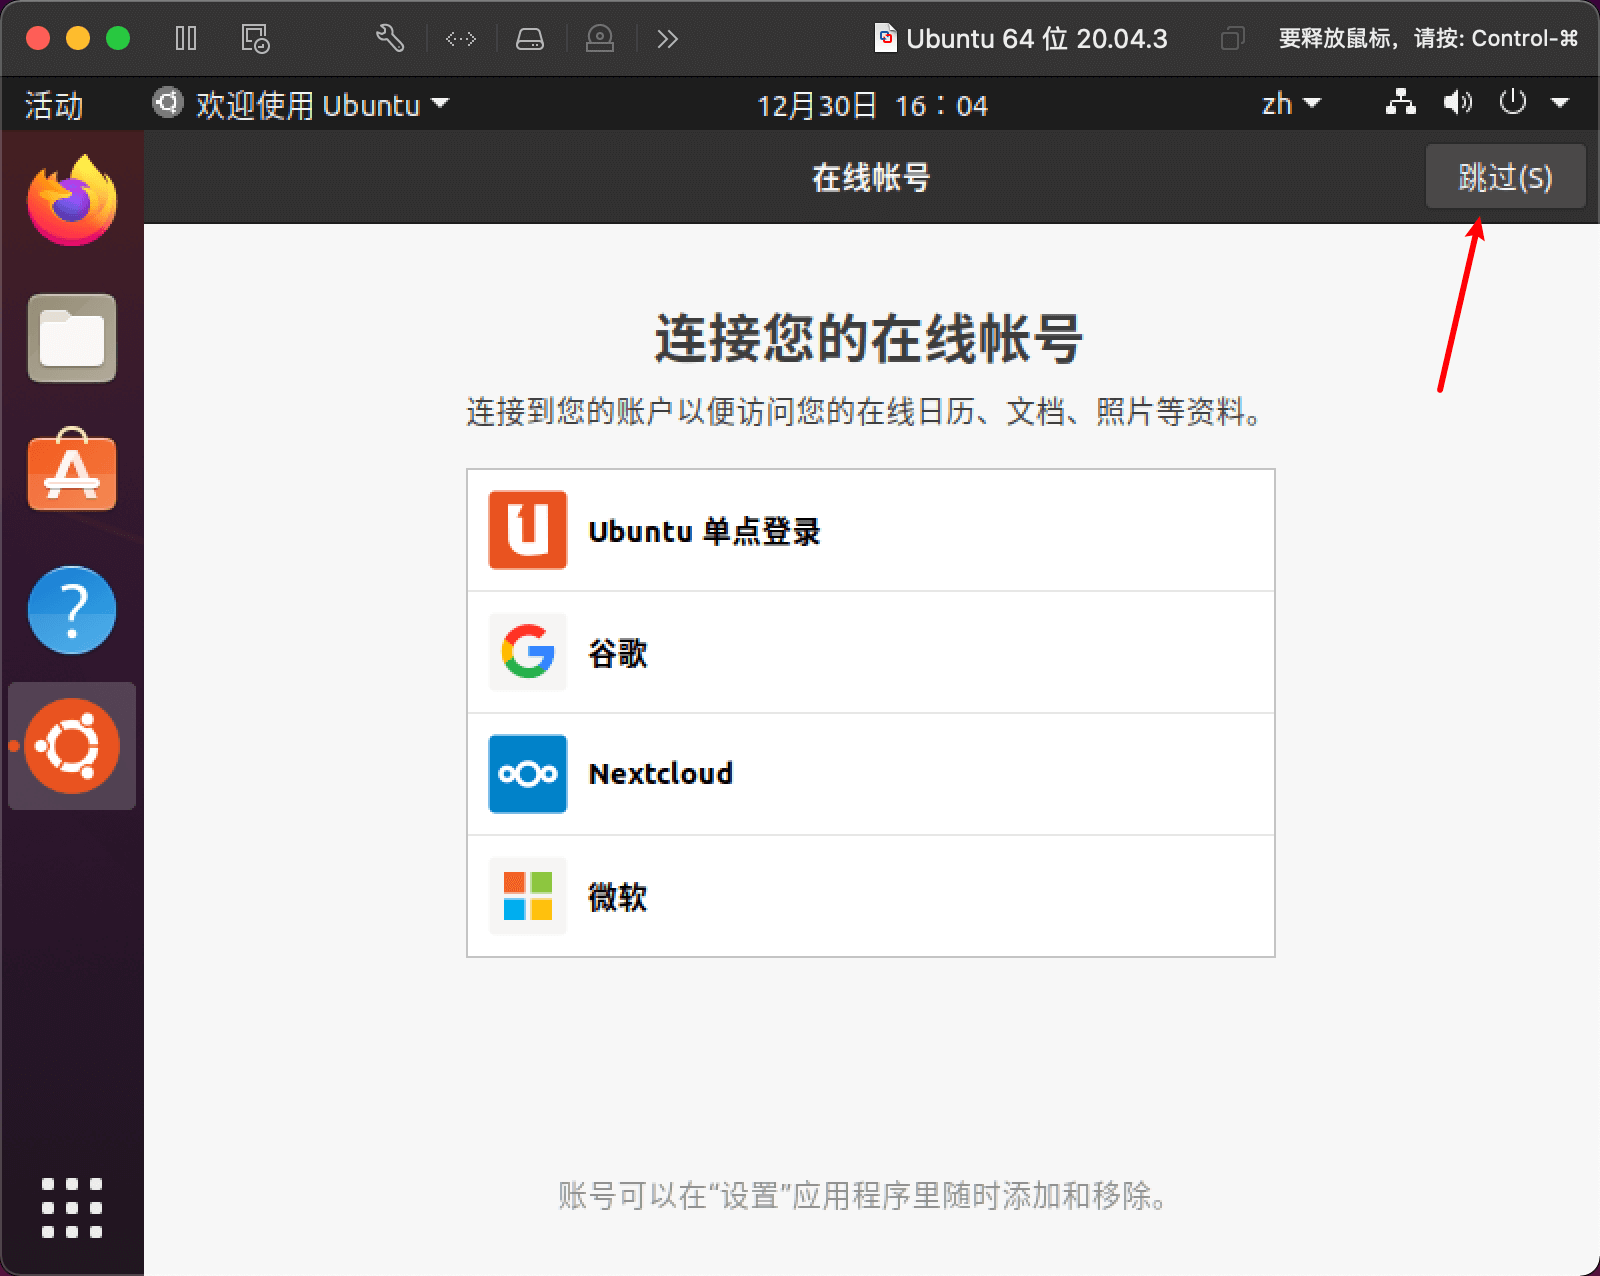 Ubuntu 64 位 20.04.3
要释放鼠标，请按: Control-⌘
活动
欢迎使用 Ubuntu
12月30日 16：04
zh
在线帐号
跳过(S)
连接您的在线帐号
连接到您的账户以便访问您的在线日历、文档、照片等资料。
Ubuntu 单点登录
谷歌
Nextcloud
微软
账号可以在“设置”应用程序里随时添加和移除。